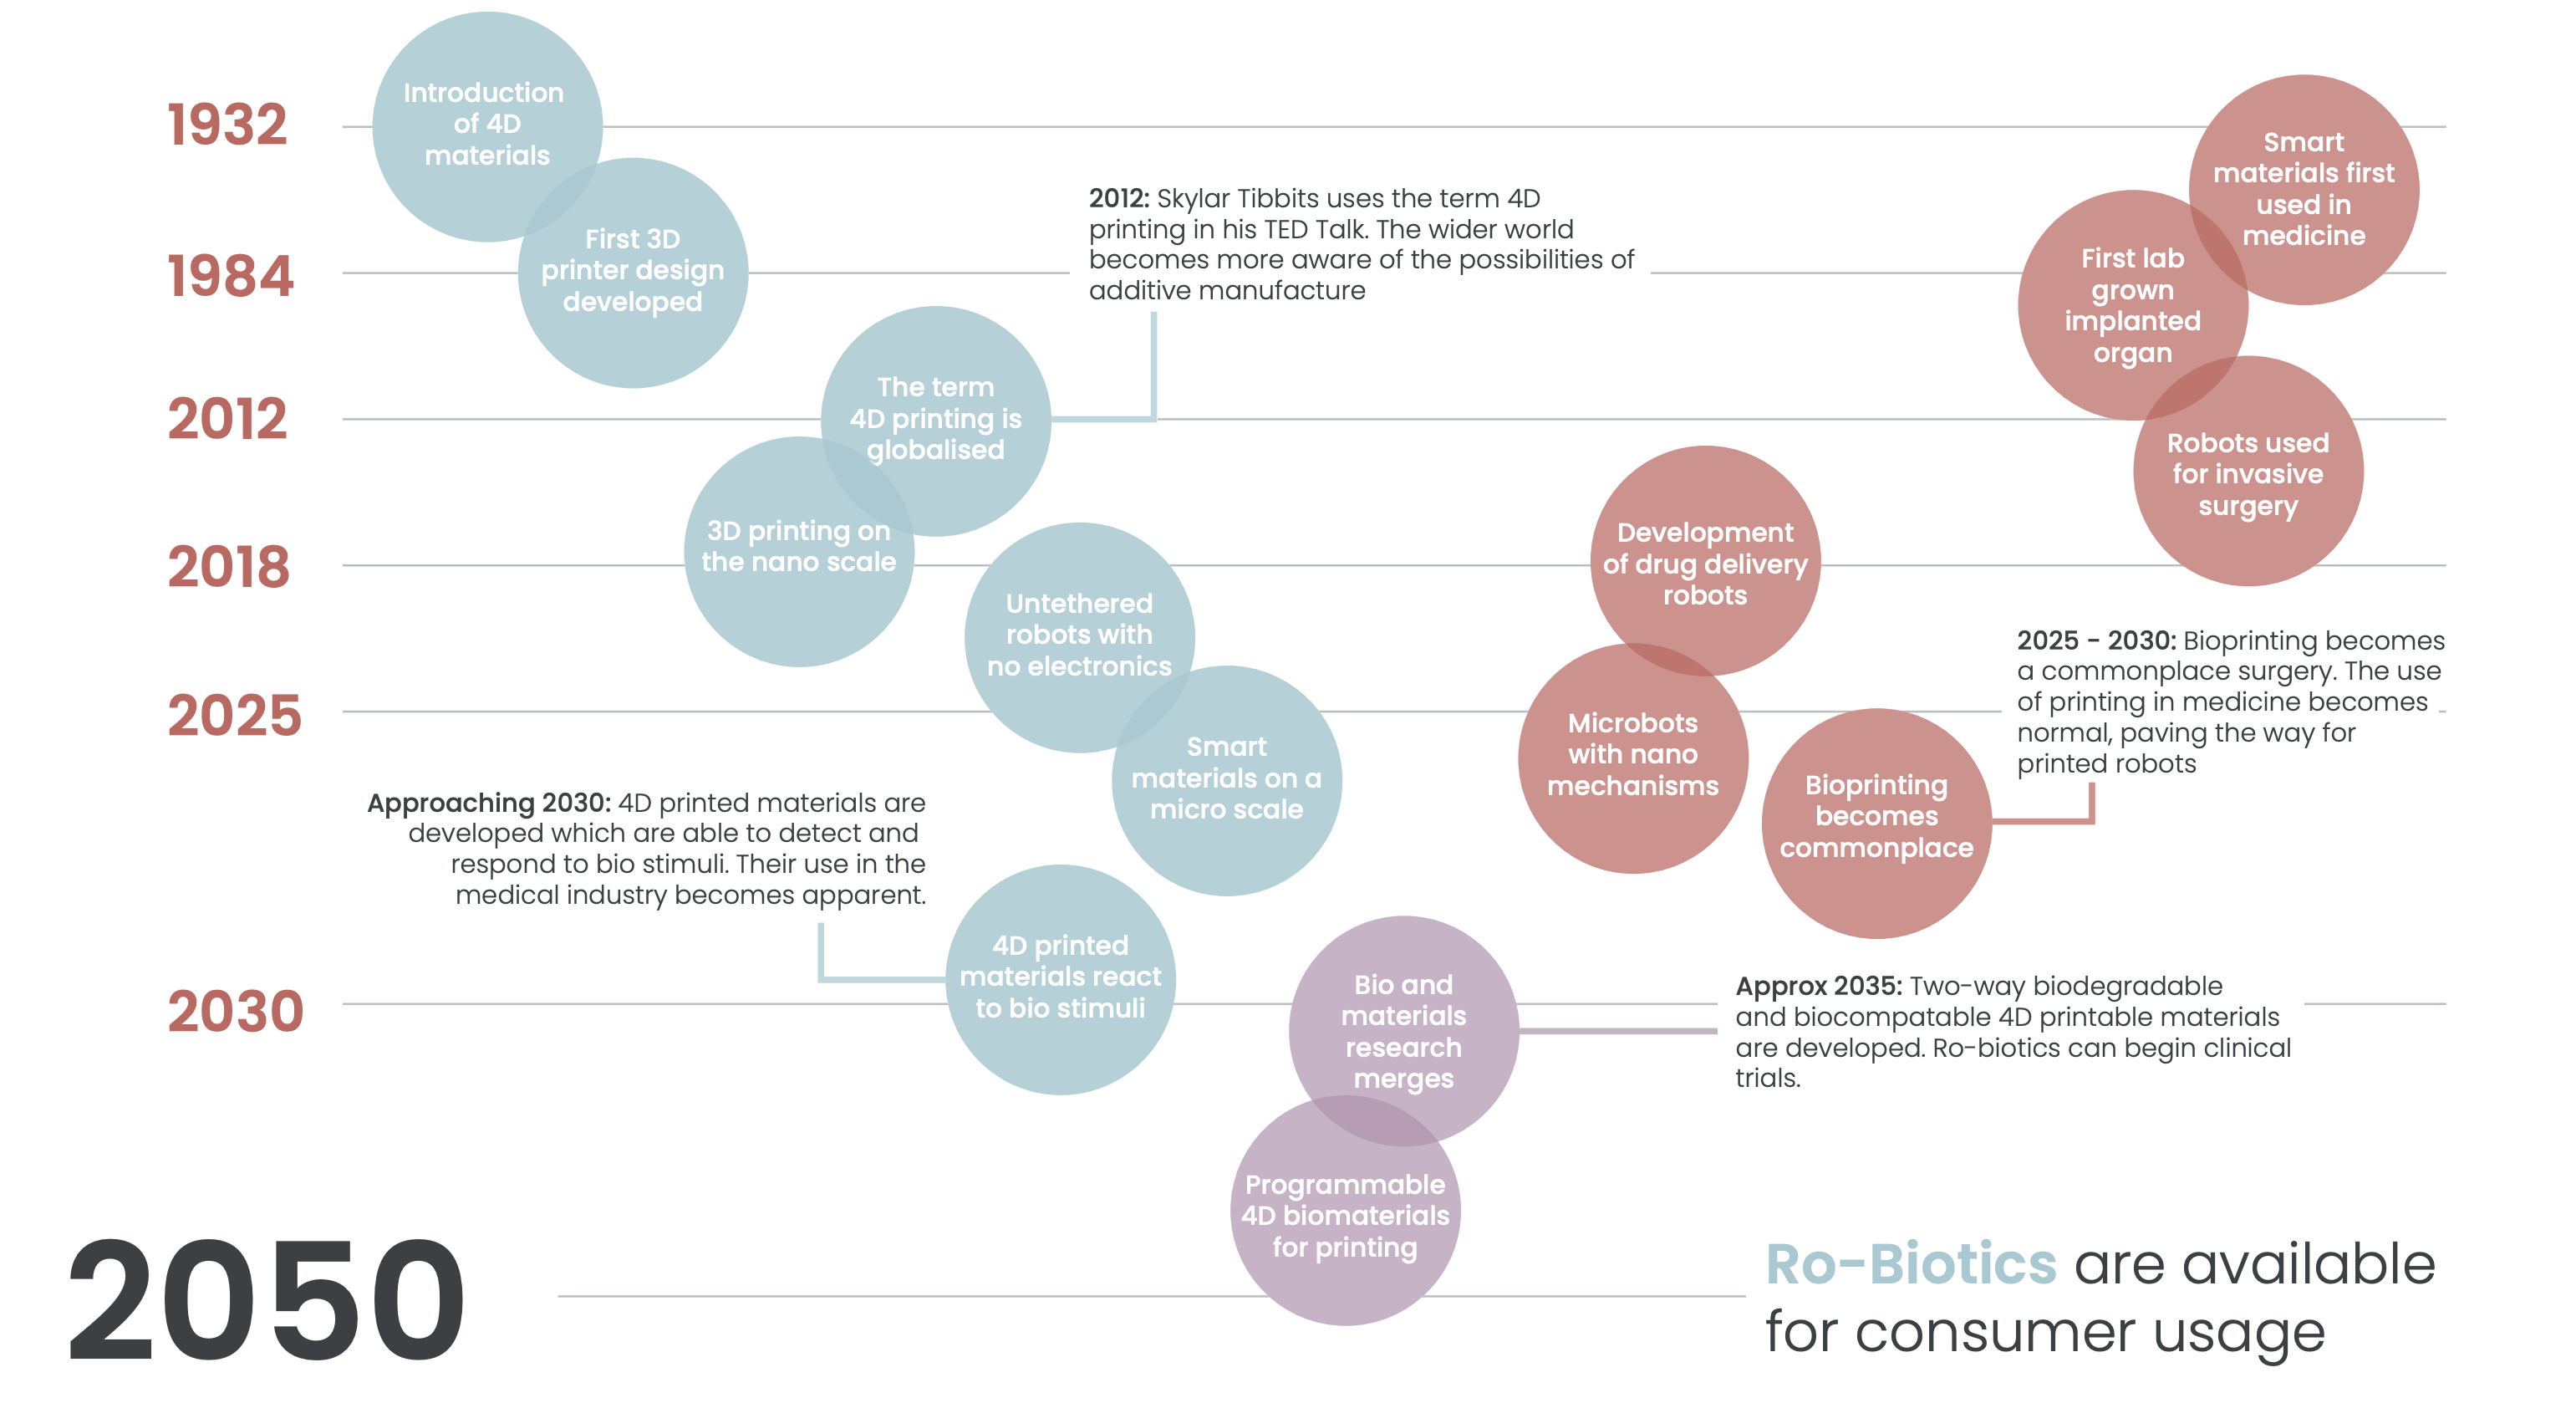 1932
Introduction
of 4D
materials
Smart
materials first
used in
medicine
1984
First 3D
printer design
developed
2012: Skylar Tibbits uses the term 4D
printing in his TED Talk. The wider world
becomes more aware of the possibilities of
additive manufacture
First lab
grown
implanted
organ
2012
The term
4D printing is
globalised
Robots used
for invasive
surgery
2018
3D printing on
the nano scale
Development
of drug delivery
robots
Untethered
robots with
no electronics
2025 - 2030: Bioprinting becomes
a commonplace surgery. The use
of printing in medicine becomes
normal, paving the way for
printed robots
2025
Smart
materials on a
micro scale
Microbots
with nano
mechanisms
Bioprinting
becomes
commonplace
Approaching 2030: 4D printed materials are
developed which are able to detect and
respond to bio stimuli. Their use in the
medical industry becomes apparent.
2030
4D printed
materials react
to bio stimuli
Bio and
materials
research
merges
Approx 2035: Two-way biodegradable
and biocompatable 4D printable materials
are developed. Ro-biotics can begin clinical
trials.
Programmable
4D biomaterials
for printing
2050
Ro-Biotics are available
for consumer usage